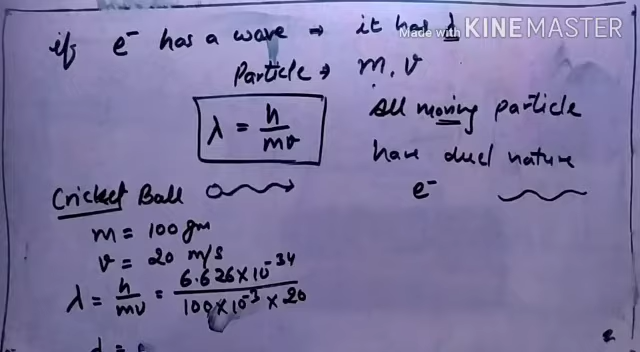 if e⁻ has a wave → it has λ
Made with KINEMASTER
Particle → m, v
λ = h/mv
All moving particle
have duel nature
Cricket Ball
e⁻
m = 100 gm
v = 20 m/s
λ = h/mv = 6.626 × 10⁻³⁴ / 100 × 10⁻³ × 20